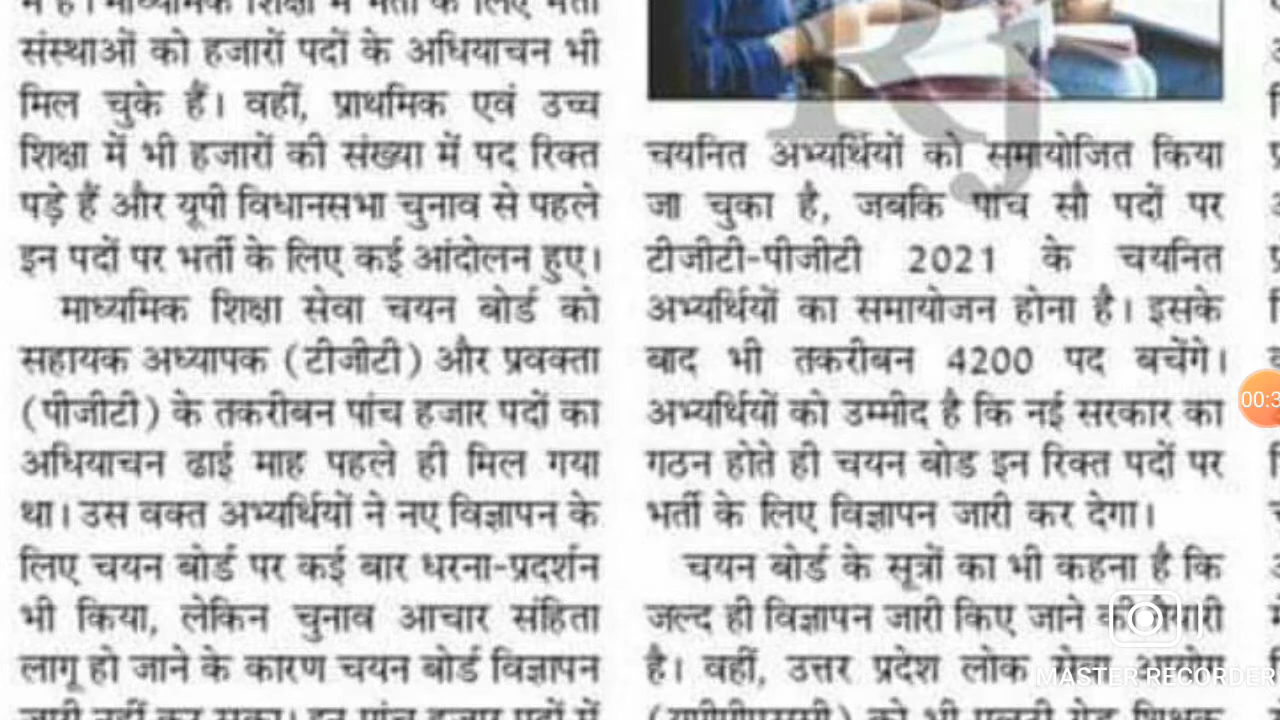 संस्थाओं को हजारों पदों के अधियाचन भी
मिल चुके हैं। वहीं, प्राथमिक एवं उच्च
शिक्षा में भी हजारों की संख्या में पद रिक्त
पड़े हैं और यूपी विधानसभा चुनाव से पहले
इन पदों पर भर्ती के लिए कई आंदोलन हुए।
माध्यमिक शिक्षा सेवा चयन बोर्ड को
सहायक अध्यापक (टीजीटी) और प्रवक्ता
(पीजीटी) के तकरीबन पांच हजार पदों का
अधियाचन ढाई माह पहले ही मिल गया
था। उस वक्त अभ्यर्थियों ने नए विज्ञापन के
लिए चयन बोर्ड पर कई बार धरना-प्रदर्शन
भी किया, लेकिन चुनाव आचार संहिता
लागू हो जाने के कारण चयन बोर्ड विज्ञापन
चयनित अभ्यर्थियों को समायोजित किया
जा चुका है, जबकि पांच सौ पदों पर
टीजीटी-पीजीटी 2021 के चयनित
अभ्यर्थियों का समायोजन होना है। इसके
बाद भी तकरीबन 4200 पद बचेंगे।
अभ्यर्थियों को उम्मीद है कि नई सरकार का
गठन होते ही चयन बोर्ड इन रिक्त पदों पर
भर्ती के लिए विज्ञापन जारी कर देगा।
चयन बोर्ड के सूत्रों का भी कहना है कि
जल्द ही विज्ञापन जारी किए जाने की तैयारी
है। वहीं, उत्तर प्रदेश लोक सेवा आयोग
RJ
00:3
MASTER RECORDER